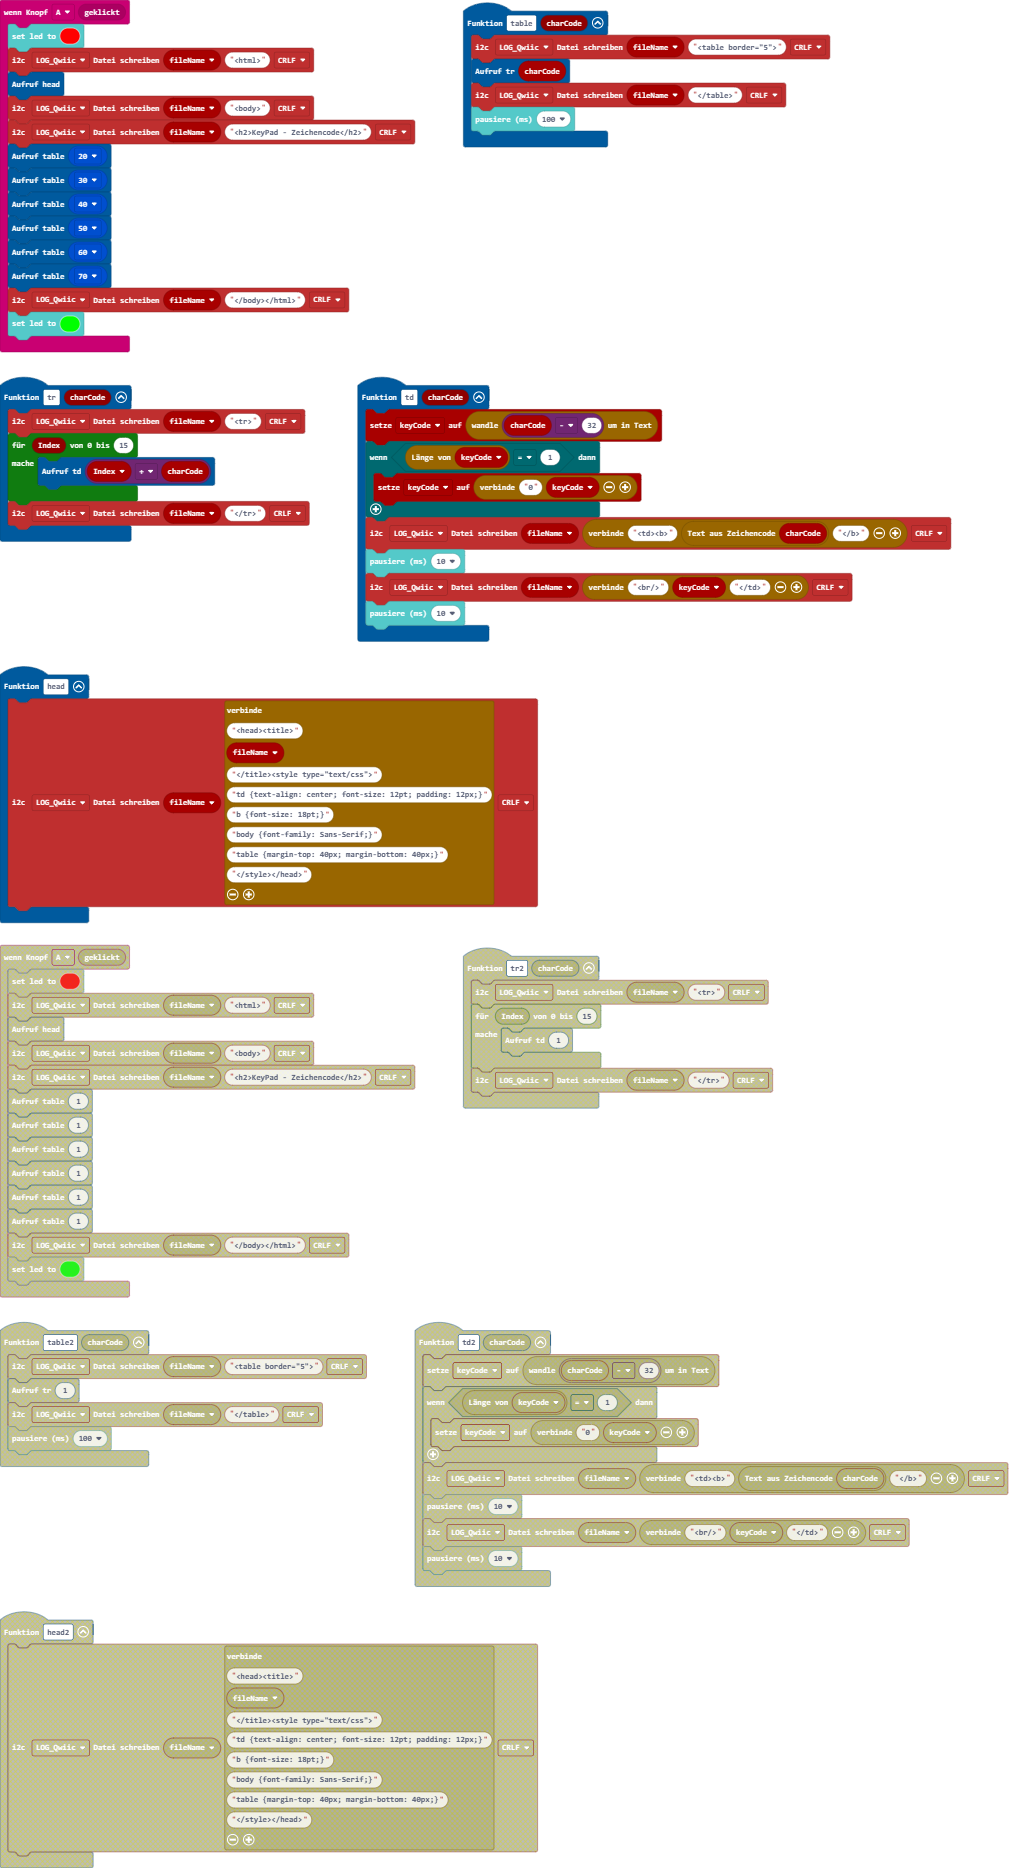 wenn Knopf A geklickt
set led to
i2c LOG_Qwiic Datei schreiben fileName "<html>" CRLF
Aufruf head
i2c LOG_Qwiic Datei schreiben fileName "<body>" CRLF
i2c LOG_Qwiic Datei schreiben fileName "<h2>KeyPad - Zeichencode</h2>" CRLF
Aufruf table 20
Aufruf table 30
Aufruf table 40
Aufruf table 50
Aufruf table 60
Aufruf table 70
i2c LOG_Qwiic Datei schreiben fileName "</body></html>" CRLF
set led to
Funktion table charCode
i2c LOG_Qwiic Datei schreiben fileName "<table border="5">" CRLF
Aufruf tr charCode
i2c LOG_Qwiic Datei schreiben fileName "</table>" CRLF
pausiere (ms) 100
Funktion tr charCode
i2c LOG_Qwiic Datei schreiben fileName "<tr>" CRLF
für Index von 0 bis 15
mache Aufruf td Index + charCode
i2c LOG_Qwiic Datei schreiben fileName "</tr>" CRLF
Funktion td charCode
setze keyCode auf wandle charCode - 32 um in Text
wenn Länge von keyCode = 1 dann
setze keyCode auf verbinde "0" keyCode
i2c LOG_Qwiic Datei schreiben fileName verbinde "<td><b>" Text aus Zeichencode charCode "</b>" CRLF
pausiere (ms) 10
i2c LOG_Qwiic Datei schreiben fileName verbinde "<br/>" keyCode "</td>" CRLF
pausiere (ms) 10
Funktion head
verbinde
"<head><title>"
fileName
"</title><style type="text/css">"
"td {text-align: center; font-size: 12pt; padding: 12px;}"
i2c LOG_Qwiic Datei schreiben fileName CRLF
"b {font-size: 18pt;}"
"body {font-family: Sans-Serif;}"
"table {margin-top: 40px; margin-bottom: 40px;}"
"</style></head>"
wenn Knopf A geklickt
set led to
i2c LOG_Qwiic Datei schreiben fileName "<html>" CRLF
Aufruf head
i2c LOG_Qwiic Datei schreiben fileName "<body>" CRLF
i2c LOG_Qwiic Datei schreiben fileName "<h2>KeyPad - Zeichencode</h2>" CRLF
Aufruf table 1
Aufruf table 1
Aufruf table 1
Aufruf table 1
Aufruf table 1
Aufruf table 1
i2c LOG_Qwiic Datei schreiben fileName "</body></html>" CRLF
set led to
Funktion tr2 charCode
i2c LOG_Qwiic Datei schreiben fileName "<tr>" CRLF
für Index von 0 bis 15
mache Aufruf td 1
i2c LOG_Qwiic Datei schreiben fileName "</tr>" CRLF
Funktion table2 charCode
i2c LOG_Qwiic Datei schreiben fileName "<table border="5">" CRLF
Aufruf tr 1
i2c LOG_Qwiic Datei schreiben fileName "</table>" CRLF
pausiere (ms) 100
Funktion td2 charCode
setze keyCode auf wandle charCode - 32 um in Text
wenn Länge von keyCode = 1 dann
setze keyCode auf verbinde "0" keyCode
i2c LOG_Qwiic Datei schreiben fileName verbinde "<td><b>" Text aus Zeichencode charCode "</b>" CRLF
pausiere (ms) 10
i2c LOG_Qwiic Datei schreiben fileName verbinde "<br/>" keyCode "</td>" CRLF
pausiere (ms) 10
Funktion head2
verbinde
"<head><title>"
fileName
"</title><style type="text/css">"
"td {text-align: center; font-size: 12pt; padding: 12px;}"
i2c LOG_Qwiic Datei schreiben fileName CRLF
"b {font-size: 18pt;}"
"body {font-family: Sans-Serif;}"
"table {margin-top: 40px; margin-bottom: 40px;}"
"</style></head>"